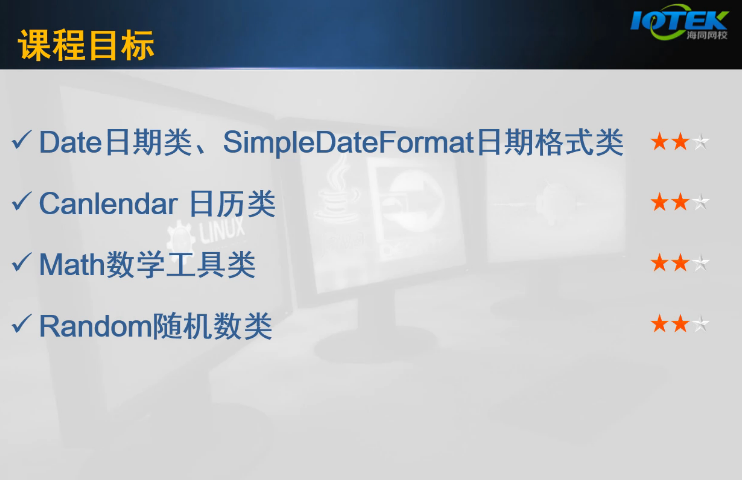 课程目标
IOTEK
海同网校
Date日期类、SimpleDateFormat日期格式类
Canlendar 日历类
Math数学工具类
Random随机数类
LINUX